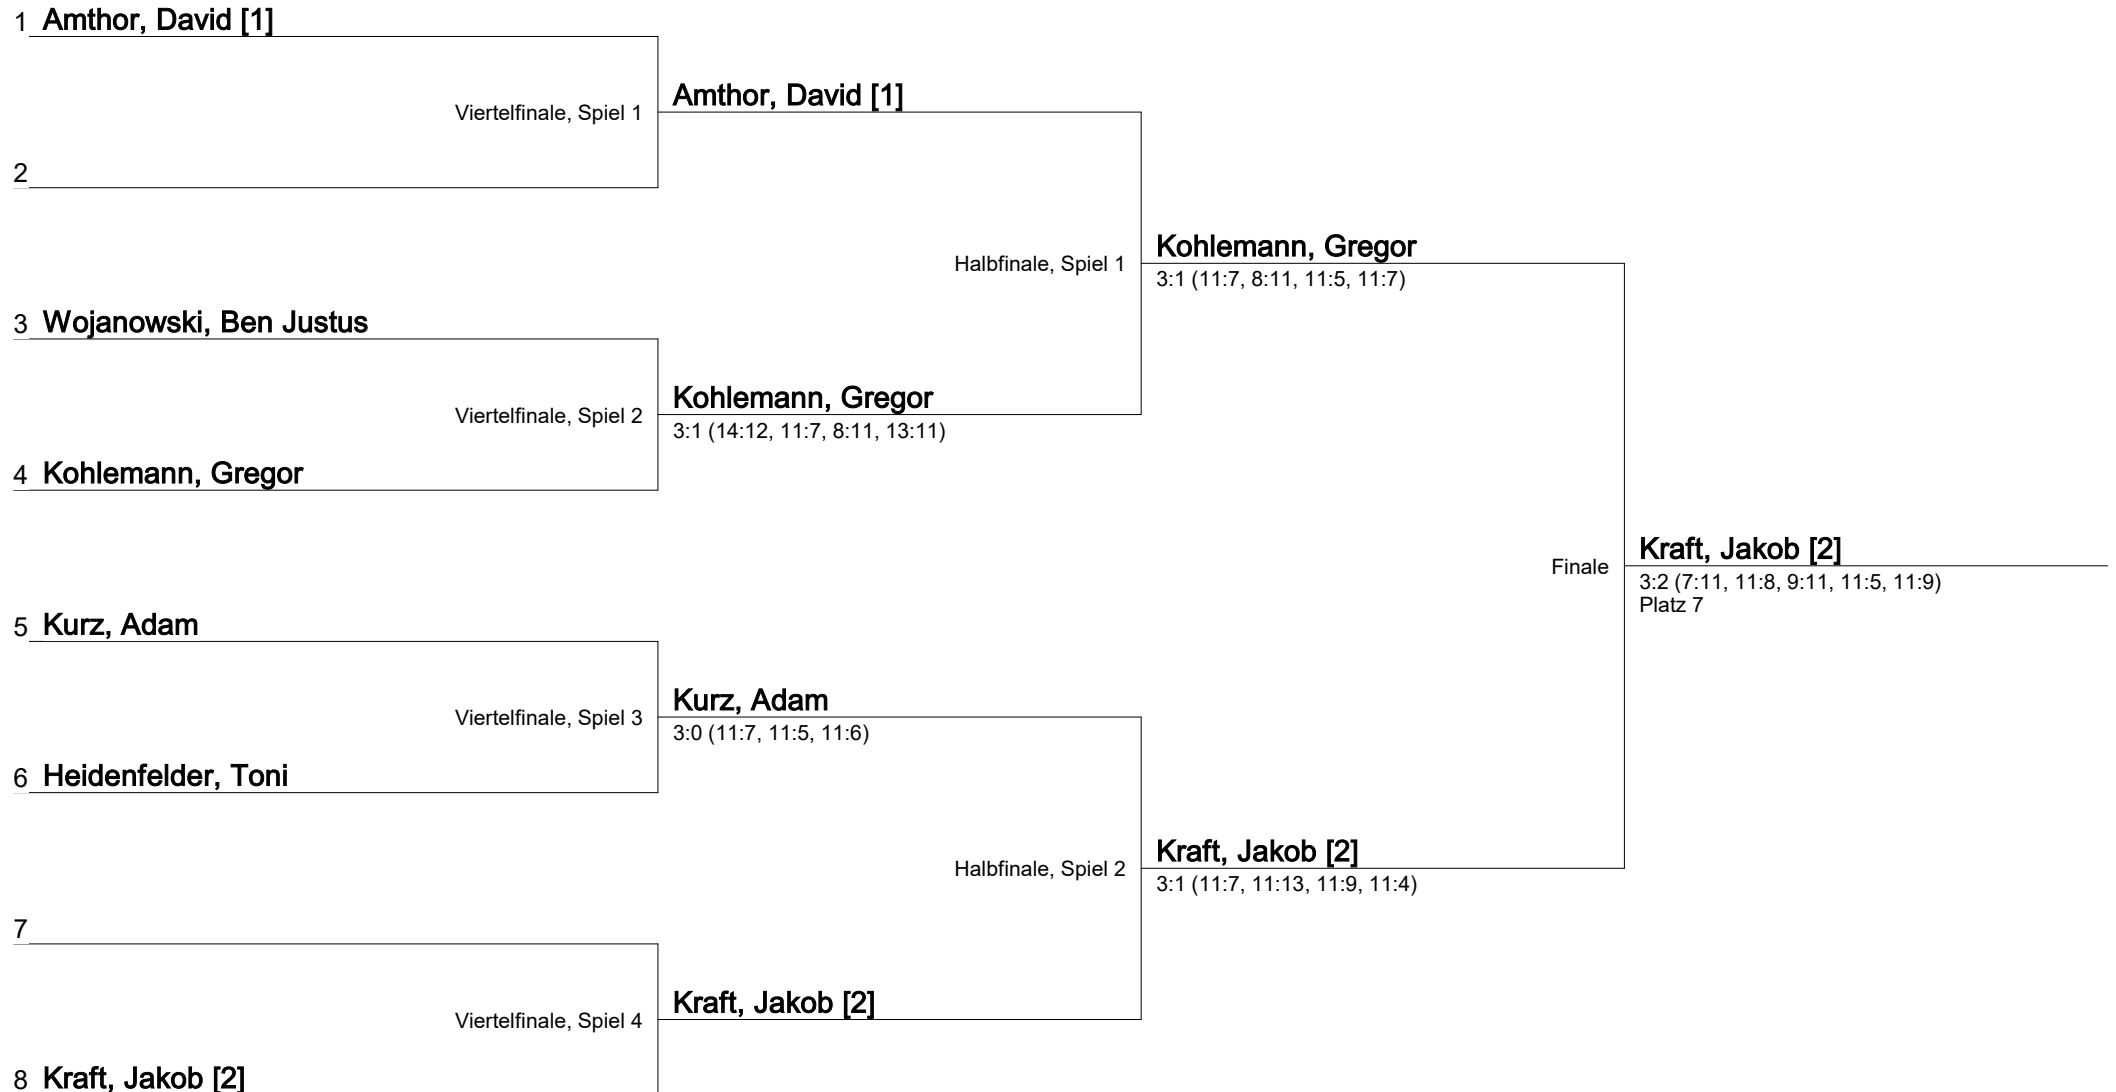 1 Amthor, David [1]
Amthor, David [1]
Viertelfinale, Spiel 1
2
Kohlemann, Gregor
Halbfinale, Spiel 1
3:1 (11:7, 8:11, 11:5, 11:7)
3 Wojanowski, Ben Justus
Kohlemann, Gregor
Viertelfinale, Spiel 2
3:1 (14:12, 11:7, 8:11, 13:11)
4 Kohlemann, Gregor
Kraft, Jakob [2]
Finale
3:2 (7:11, 11:8, 9:11, 11:5, 11:9)
Platz 7
5 Kurz, Adam
Kurz, Adam
Viertelfinale, Spiel 3
3:0 (11:7, 11:5, 11:6)
6 Heidenfelder, Toni
Kraft, Jakob [2]
Halbfinale, Spiel 2
3:1 (11:7, 11:13, 11:9, 11:4)
7
Kraft, Jakob [2]
Viertelfinale, Spiel 4
8 Kraft, Jakob [2]